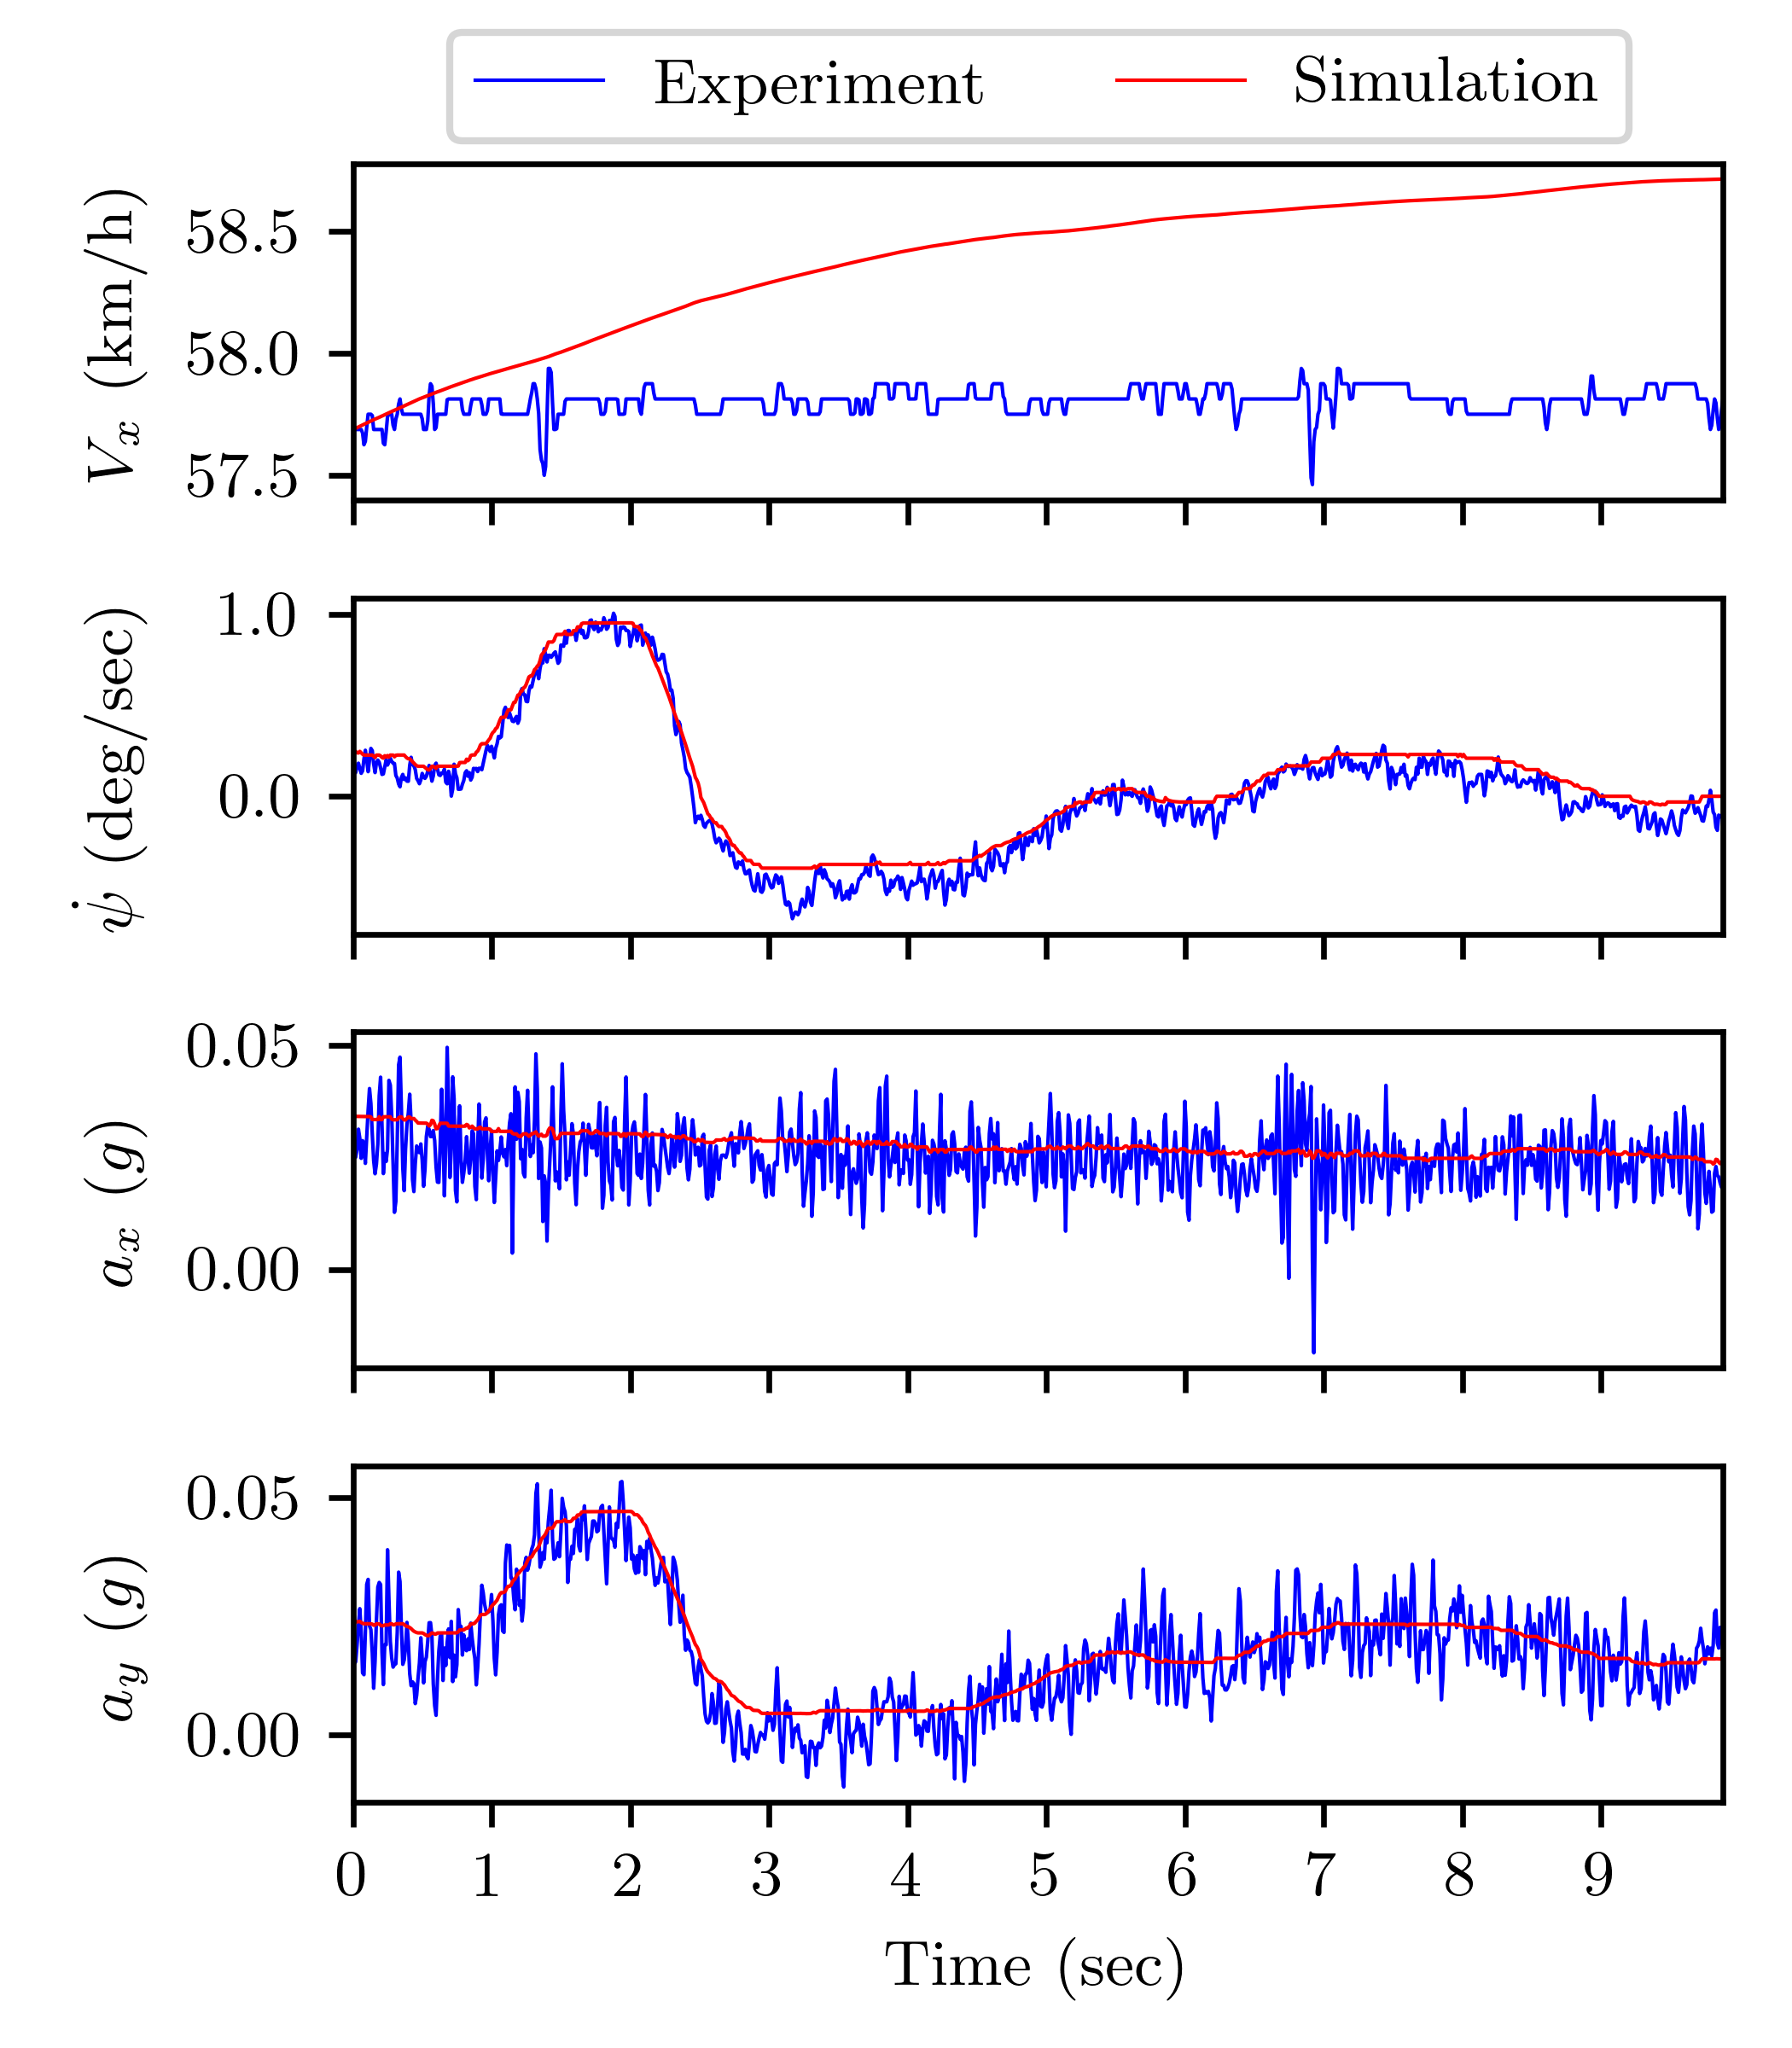 Experiment Simulation
V_x (km/h)
58.5
58.0
57.5
ψ̇ (deg/sec)
1.0
0.0
a_x (g)
0.05
0.00
a_y (g)
0.05
0.00
0 1 2 3 4 5 6 7 8 9
Time (sec)